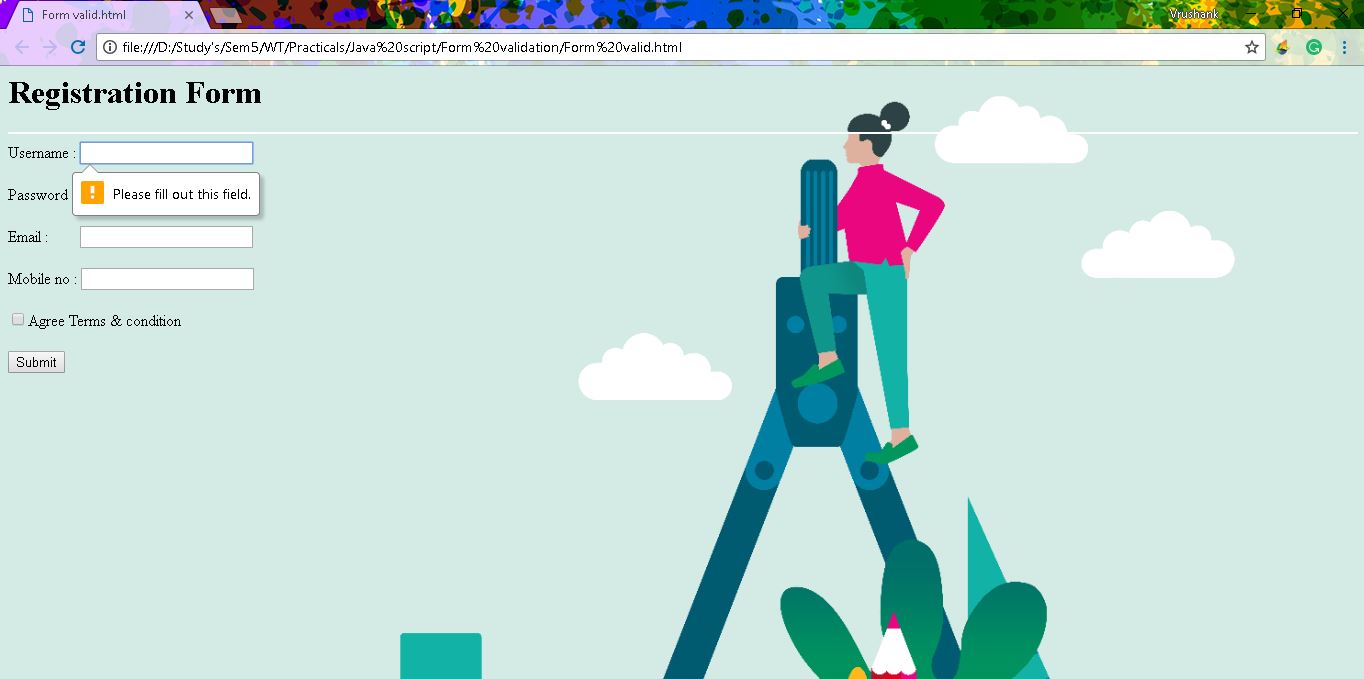 Form valid.html
Vrushank
file:///D:/Study's/Sem5/WT/Practicals/Java%20script/Form%20validation/Form%20valid.html
Registration Form
Username :
Password
Please fill out this field.
Email :
Mobile no :
Agree Terms & condition
Submit